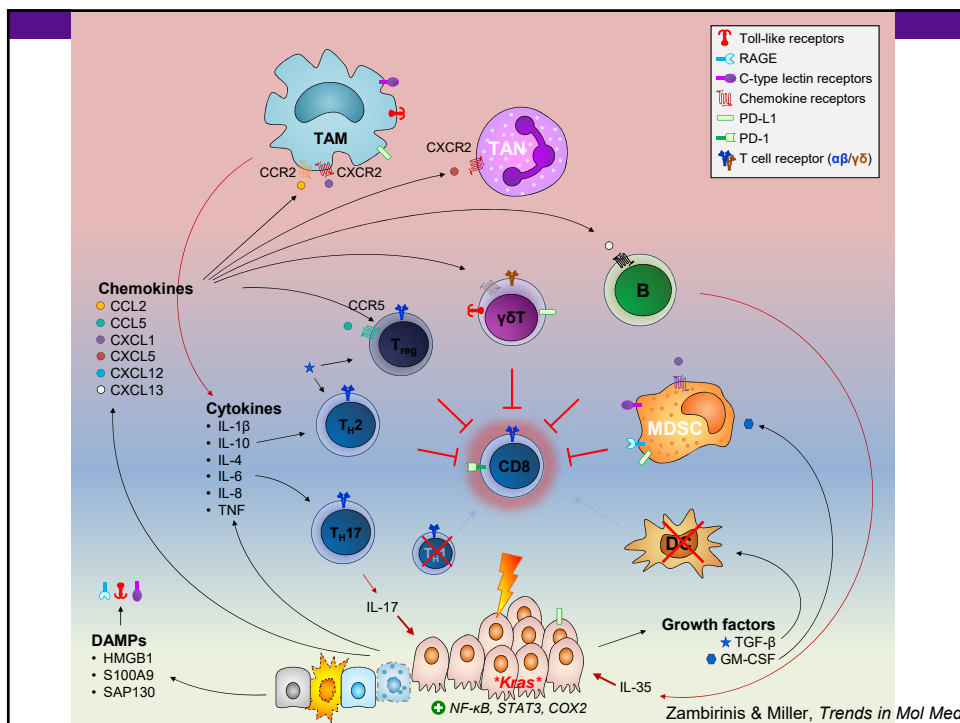 Toll-like receptors
RAGE
C-type lectin receptors
Chemokine receptors
PD-L1
PD-1
T cell receptor (αβ/γδ)
TAM
CCR2
CXCR2
CXCR2
TAN
B
Chemokines
• CCL2
• CCL5
• CXCL1
• CXCL5
• CXCL12
• CXCL13
CCR5
Treg
γδT
Cytokines
• IL-1β
• IL-10
• IL-4
• IL-6
• IL-8
• TNF
TH2
MDSC
CD8
TH17
TH1
DC
IL-17
DAMPs
• HMGB1
• S100A9
• SAP130
Growth factors
TGF-β
GM-CSF
*Kras*
IL-35
NF-κB, STAT3, COX2
Zambirinis & Miller, Trends in Mol Med